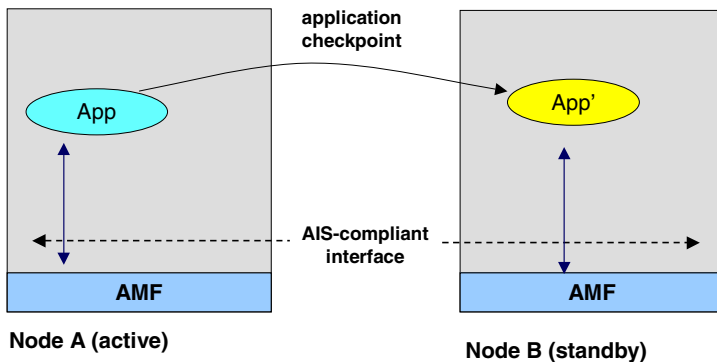 application
checkpoint
App
App’
AIS-compliant
interface
AMF
AMF
Node A (active)
Node B (standby)